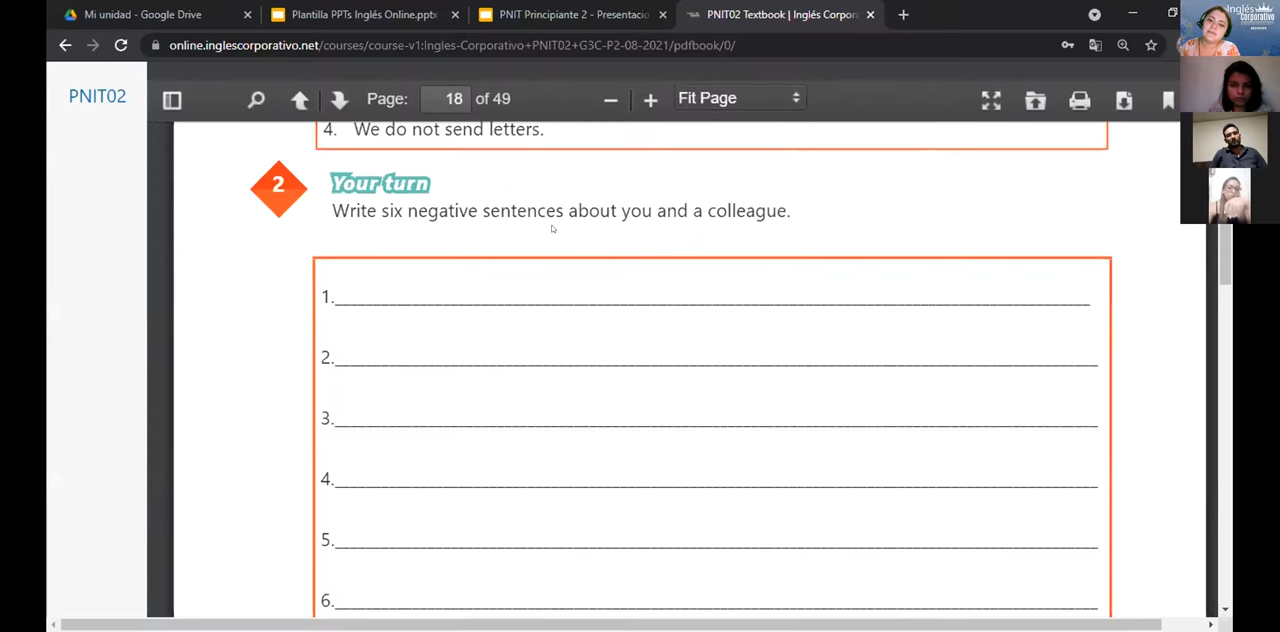 Mi unidad - Google Drive
Plantilla PPTs Inglés Online.pptx
PNIT Principiante 2 - Presentacio
PNIT02 Textbook | Inglés Corpor
online.inglescorporativo.net/courses/course-v1:Ingles-Corporativo+PNIT02+G3C-P2-08-2021/pdfbook/0/
PNIT02
Page: 18 of 49
Fit Page
Inglés
Corporativo
4. We do not send letters.
2
Your turn
Write six negative sentences about you and a colleague.
1.
2.
3.
4.
5.
6.